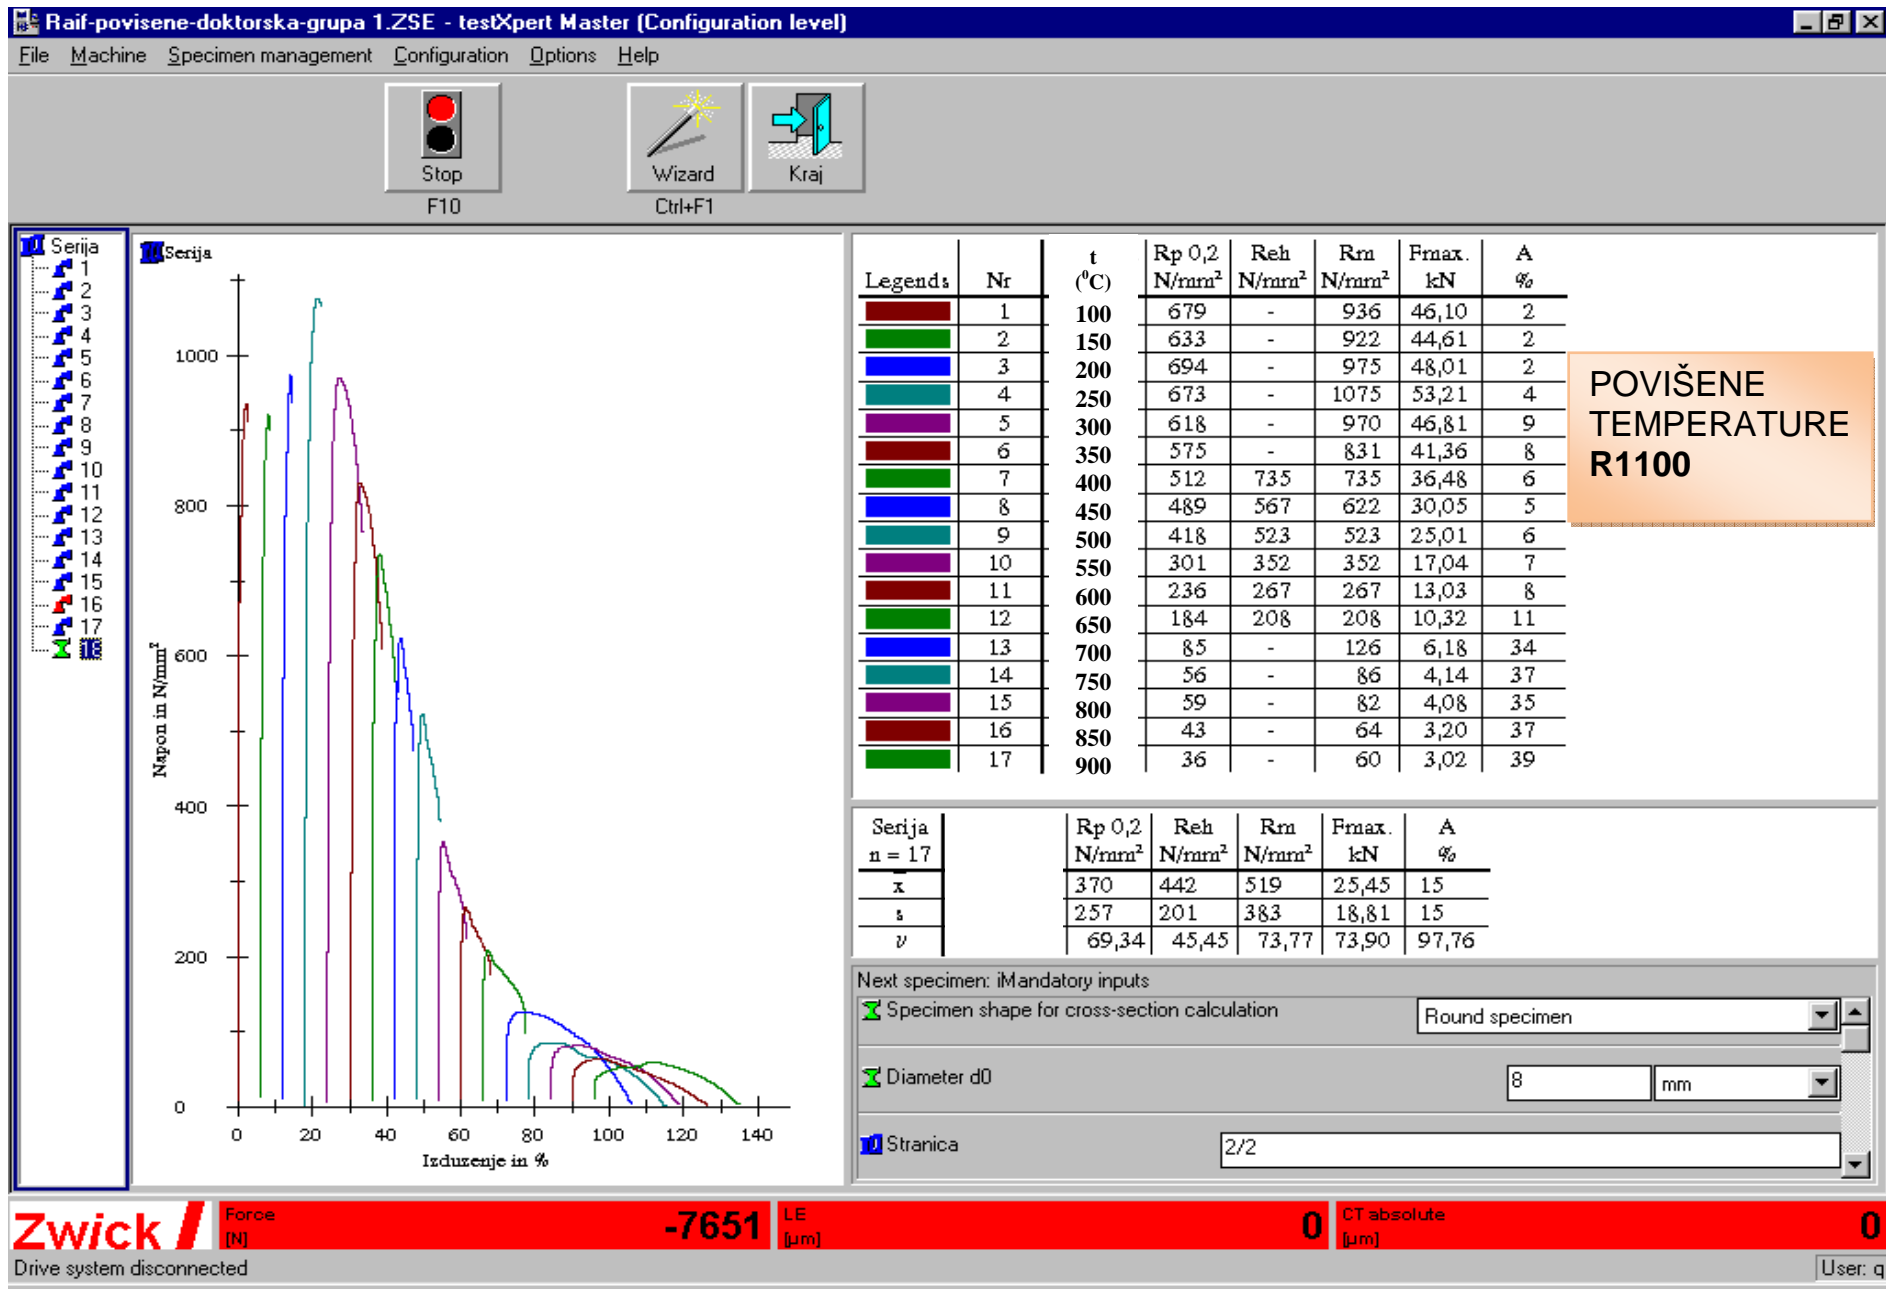 Raif-povisene-doktorska-grupa 1.ZSE - testXpert Master (Configuration level)
File Machine Specimen management Configuration Options Help
Stop Wizard Kraj
F10 Ctrl+F1
Serija
1
2
3
4
5
6
7
8
9
10
11
12
13
14
15
16
17
18
Serija
Napon in N/mm²
1000
800
600
400
200
0
0 20 40 60 80 100 120 140
Izduzenje in %
Legends Nr t (⁰C) Rp 0,2 N/mm² Reh N/mm² Rm N/mm² Fmax. kN A %
1 100 679 - 936 46,10 2
2 150 633 - 922 44,61 2
3 200 694 - 975 48,01 2
4 250 673 - 1075 53,21 4
5 300 618 - 970 46,81 9
6 350 575 - 831 41,36 8
7 400 512 735 735 36,48 6
8 450 489 567 622 30,05 5
9 500 418 523 523 25,01 6
10 550 301 352 352 17,04 7
11 600 236 267 267 13,03 8
12 650 184 208 208 10,32 11
13 700 85 - 126 6,18 34
14 750 56 - 86 4,14 37
15 800 59 - 82 4,08 35
16 850 43 - 64 3,20 37
17 900 36 - 60 3,02 39
POVIŠENE
TEMPERATURE
R1100
Serija Rp 0,2 Reh Rm Fmax. A
n = 17 N/mm² N/mm² N/mm² kN %
x̄ 370 442 519 25,45 15
s 257 201 383 18,81 15
ν 69,34 45,45 73,77 73,90 97,76
Next specimen: iMandatory inputs
Specimen shape for cross-section calculation Round specimen
Diameter d0 8 mm
Stranica 2/2
Zwick Force [N] -7651 LE [µm] 0 CT absolute [µm] 0
Drive system disconnected User: q